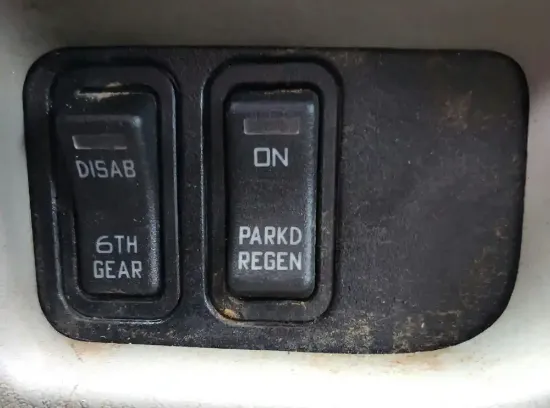 DISAB
6TH
GEAR
ON
PARKD
REGEN